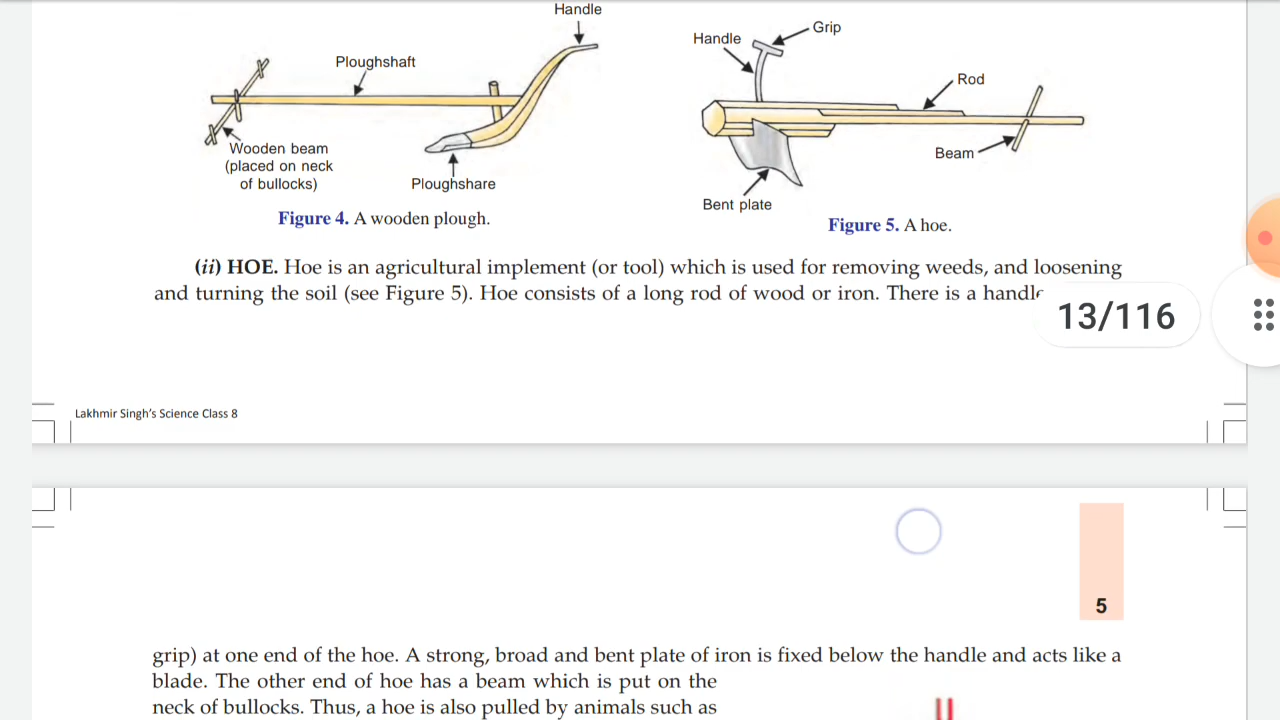 Handle
Ploughshaft
Wooden beam
(placed on neck
of bullocks)
Ploughshare
Figure 4. A wooden plough.
Handle
Grip
Rod
Beam
Bent plate
Figure 5. A hoe.
(ii) HOE. Hoe is an agricultural implement (or tool) which is used for removing weeds, and loosening
and turning the soil (see Figure 5). Hoe consists of a long rod of wood or iron. There is a handle
13/116
Lakhmir Singh's Science Class 8
5
grip) at one end of the hoe. A strong, broad and bent plate of iron is fixed below the handle and acts like a
blade. The other end of hoe has a beam which is put on the
neck of bullocks. Thus, a hoe is also pulled by animals such as